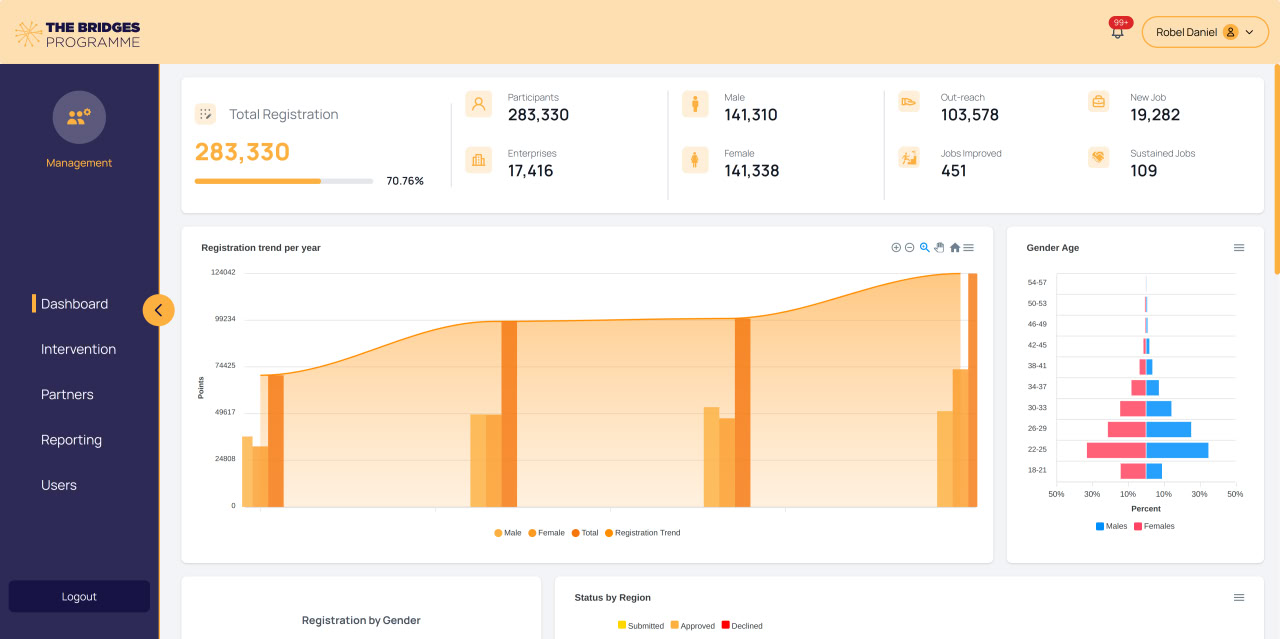 THE BRIDGES
PROGRAMME
99+
Robel Daniel
Management
Dashboard
Intervention
Partners
Reporting
Users
Logout
Total Registration
283,330
70.76%
Participants
283,330
Enterprises
17,416
Male
141,310
Female
141,338
Out-reach
103,578
Jobs Improved
451
New Job
19,282
Sustained Jobs
109
Registration trend per year
124042
99234
74425
49617
24808
0
Points
Male Female Total Registration Trend
Gender Age
54-57
50-53
46-49
42-45
38-41
34-37
30-33
26-29
22-25
18-21
50% 30% 10% 10% 30% 50%
Percent
Males Females
Registration by Gender
Status by Region
Submitted Approved Declined